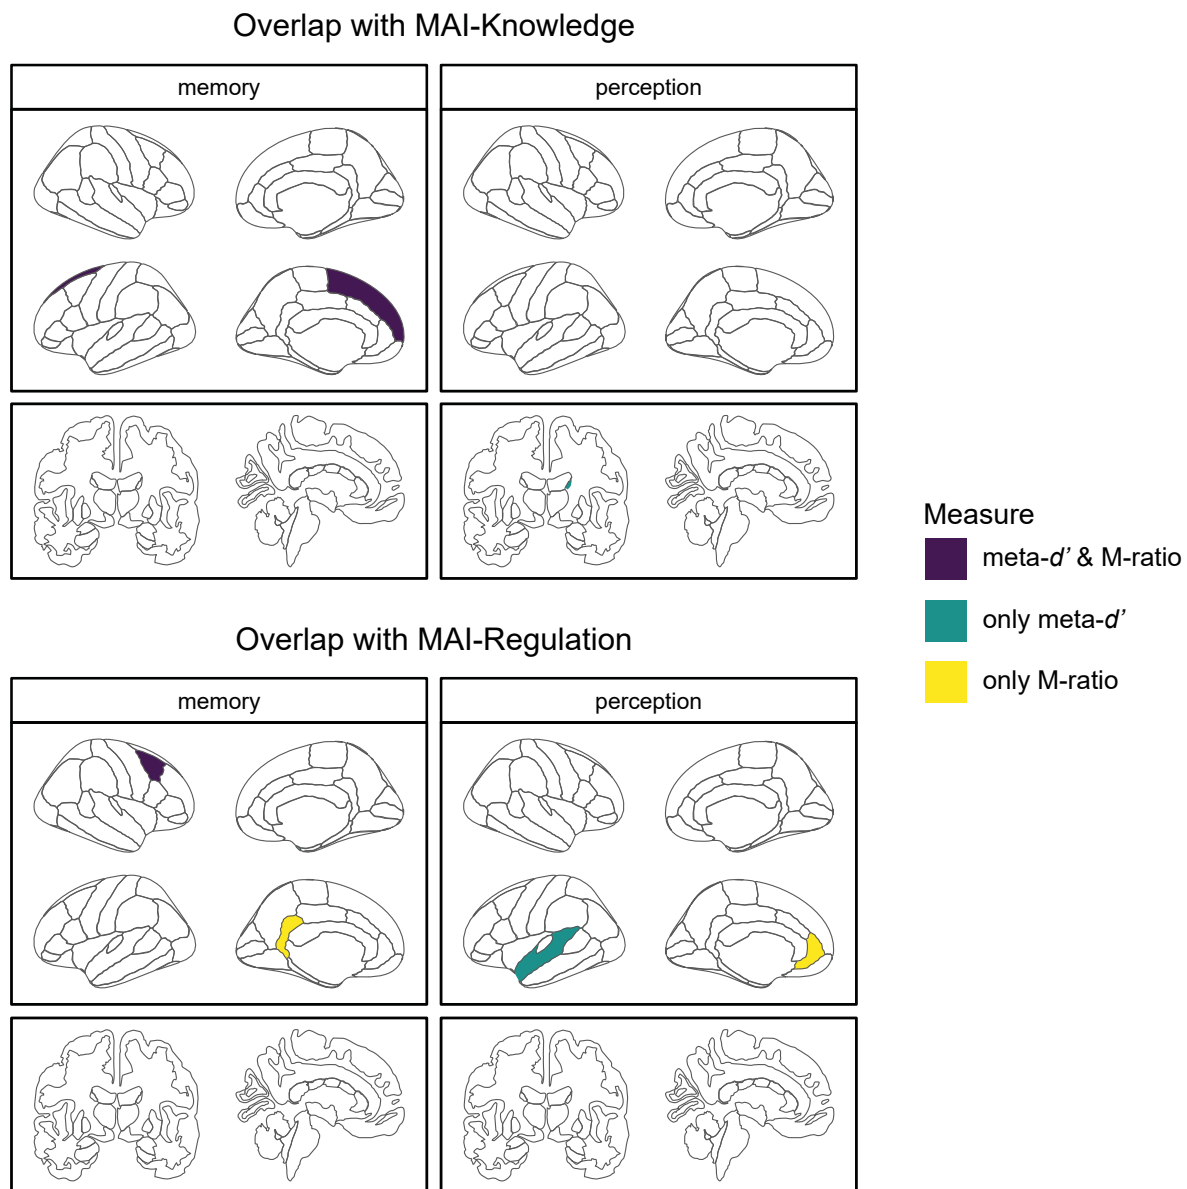 Overlap with MAI-Knowledge
memory
perception
Measure
meta-d’ & M-ratio
only meta-d’
only M-ratio
Overlap with MAI-Regulation
memory
perception